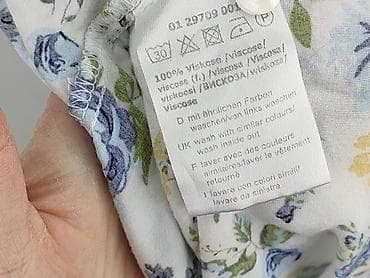 01 29709 001
30 P
100% Viskose/Viscose/
viscose (f.)/Viscosa/
viskoosi/ВИСКОЗА/wiskoza/
Viscose
D mit ähnlichen Farben
waschen/von links waschen
UK wash with similar colours/
wash inside out
F laver avec des couleurs
similaires/laver le vêtement
retourné
I lavare con colori simili/
lavare da sinistra